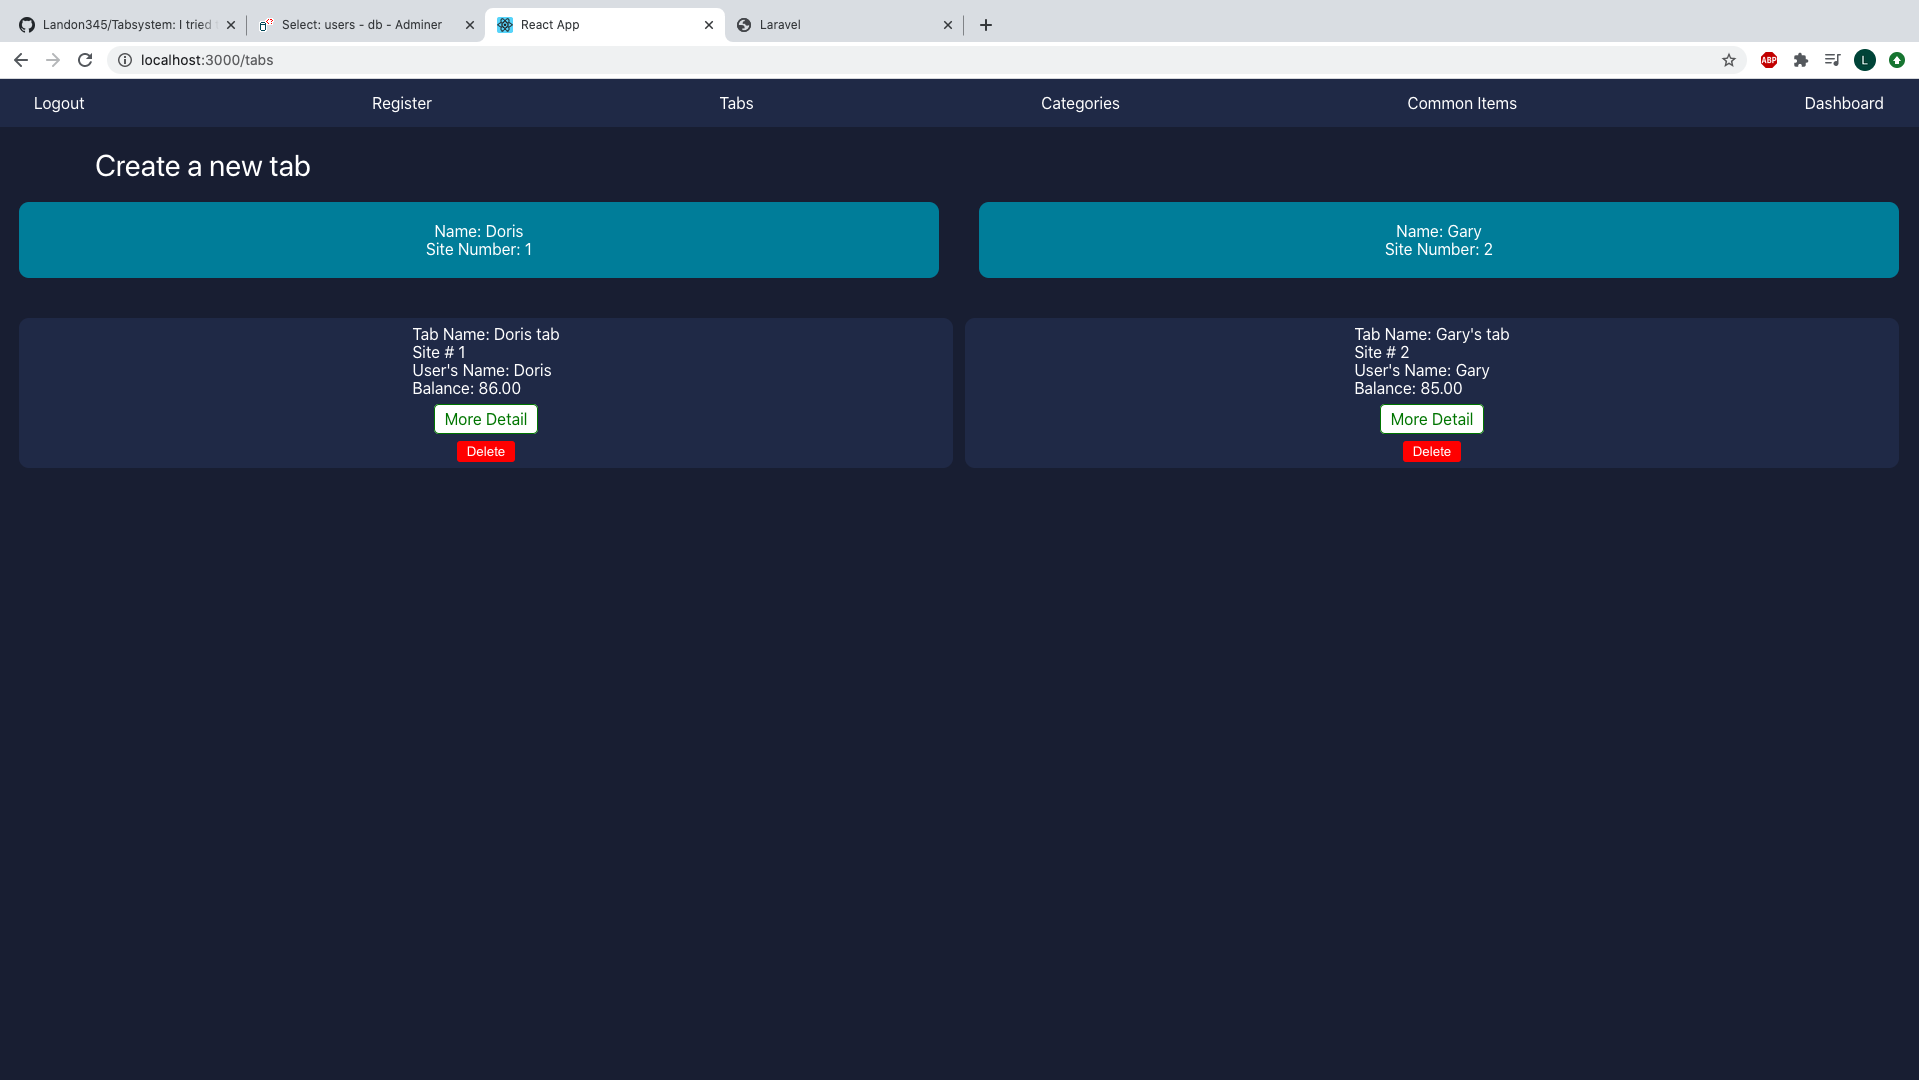 Landon345/Tabsystem: I tried
Select: users - db - Adminer
React App
Laravel
localhost:3000/tabs
ABP
L
Logout
Register
Tabs
Categories
Common Items
Dashboard
Create a new tab
Name: Doris
Site Number: 1
Name: Gary
Site Number: 2
Tab Name: Doris tab
Site # 1
User's Name: Doris
Balance: 86.00
More Detail
Delete
Tab Name: Gary's tab
Site # 2
User's Name: Gary
Balance: 85.00
More Detail
Delete